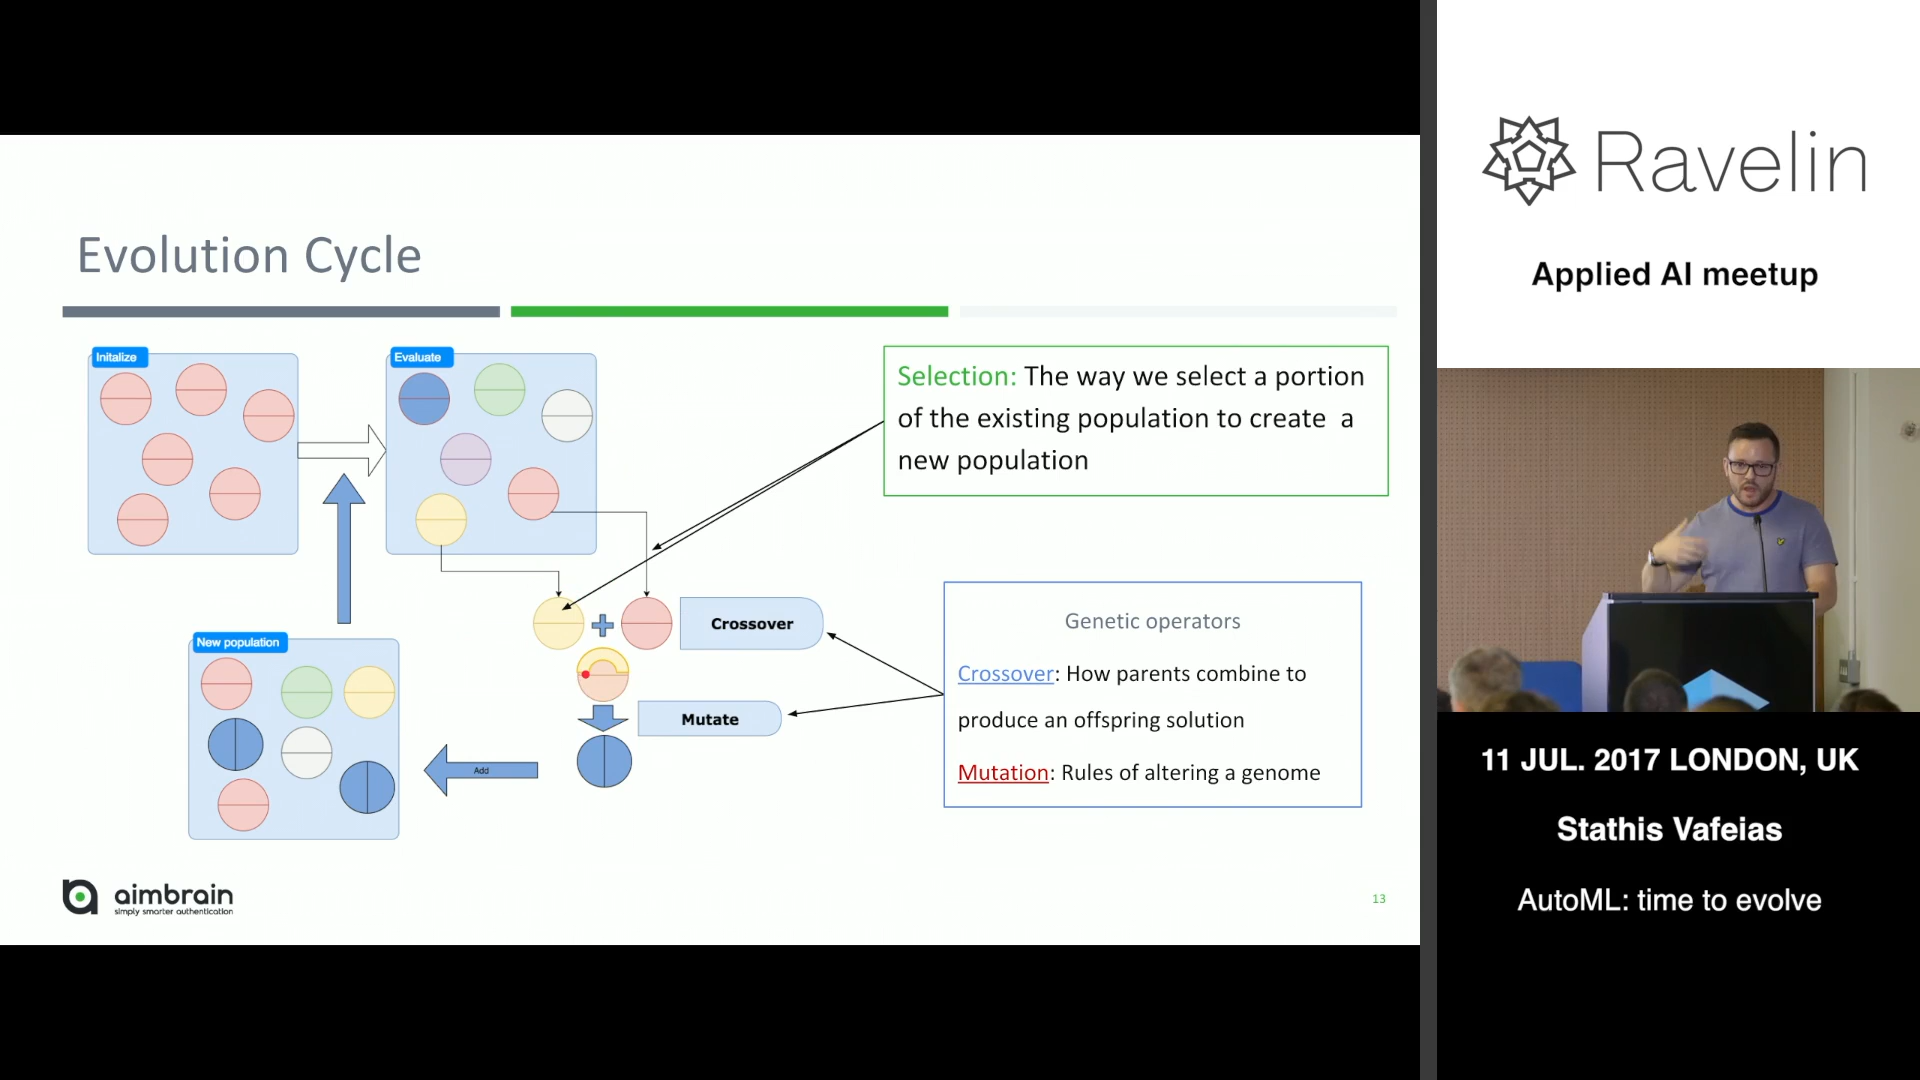 Evolution Cycle
Initalize
Evaluate
Selection: The way we select a portion
of the existing population to create a
new population
Crossover
Mutate
Genetic operators
Crossover: How parents combine to
produce an offspring solution
Mutation: Rules of altering a genome
New population
Add
aimbrain
simply smarter authentication
13
Ravelin
Applied AI meetup
11 JUL. 2017 LONDON, UK
Stathis Vafeias
AutoML: time to evolve